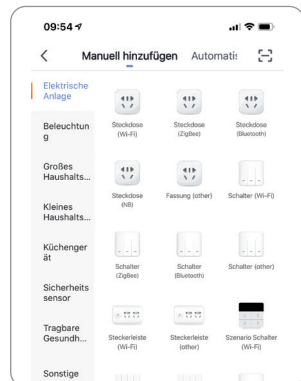 09:54
Manuell hinzufügen Automatis
Elektrische
Anlage
Beleuchtun
g
Großes
Haushalts...
Kleines
Haushalts...
Küchenger
ät
Sicherheits
sensor
Tragbare
Gesundh...
Sonstige
Steckdose
(Wi-Fi)
Steckdose
(ZigBee)
Steckdose
(Bluetooth)
Steckdose
(NB)
Fassung (other)
Schalter (Wi-Fi)
Schalter
(ZigBee)
Schalter
(Bluetooth)
Schalter (other)
Steckerleiste
(Wi-Fi)
Steckerleiste
(other)
Szenario Schalter
(Wi-Fi)